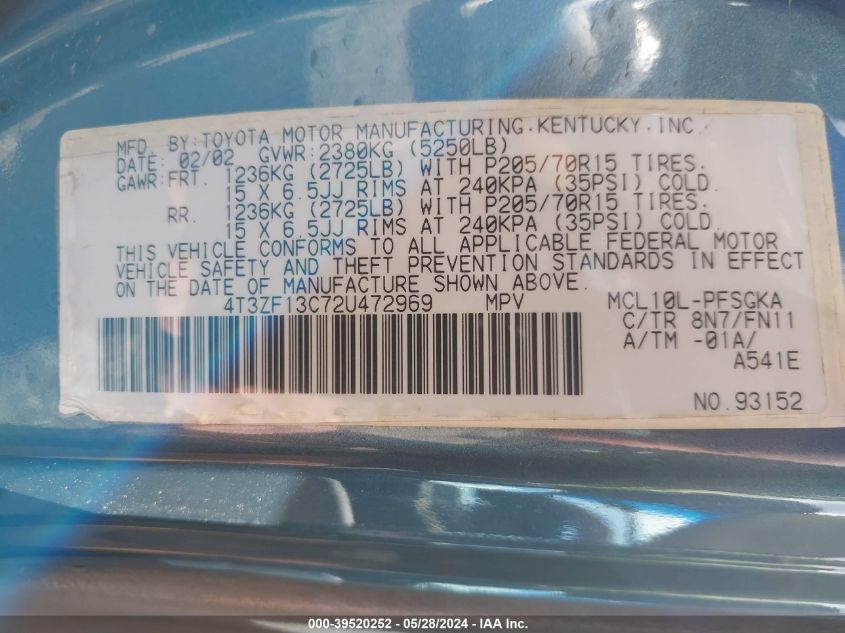 MFD. BY:TOYOTA MOTOR MANUFACTURING.KENTUCKY,INC.
DATE: 02/02 GVWR:2380KG (5250LB)
GAWR:FRT. 1236KG (2725LB) WITH P205/70R15 TIRES.
15 X 6.5JJ RIMS AT 240KPA (35PSI) COLD.
RR. 1236KG (2725LB) WITH P205/70R15 TIRES.
15 X 6.5JJ RIMS AT 240KPA (35PSI) COLD.
THIS VEHICLE CONFORMS TO ALL APPLICABLE FEDERAL MOTOR
VEHICLE SAFETY AND THEFT PREVENTION STANDARDS IN EFFECT
ON THE DATE OF MANUFACTURE SHOWN ABOVE.
4T3ZF13C72U472969 MPV MCL10L-PFSGKA
C/TR 8N7/FN11
A/TM -01A/
A541E
NO.93152
000-39520252 - 05/28/2024 - IAA Inc.